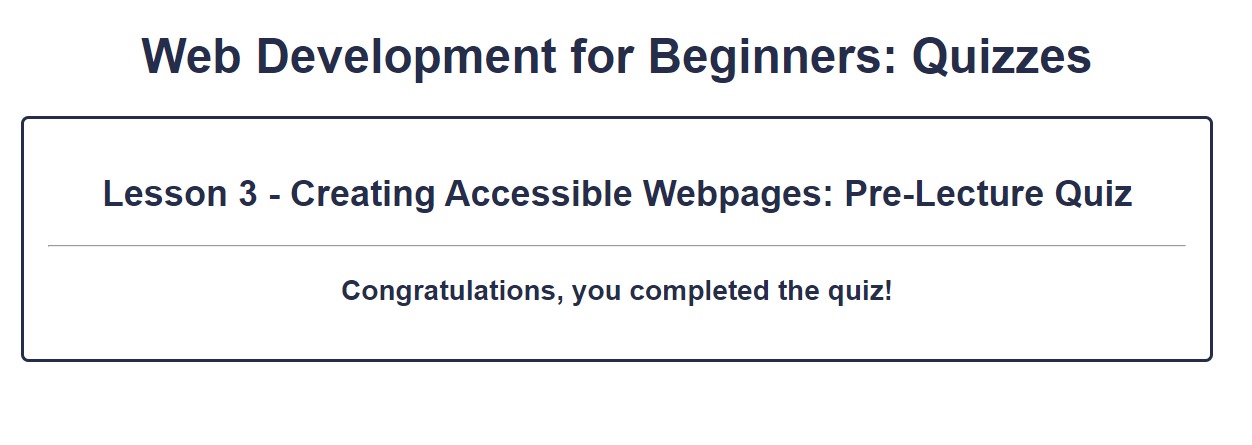 Web Development for Beginners: Quizzes
Lesson 3 - Creating Accessible Webpages: Pre-Lecture Quiz
Congratulations, you completed the quiz!